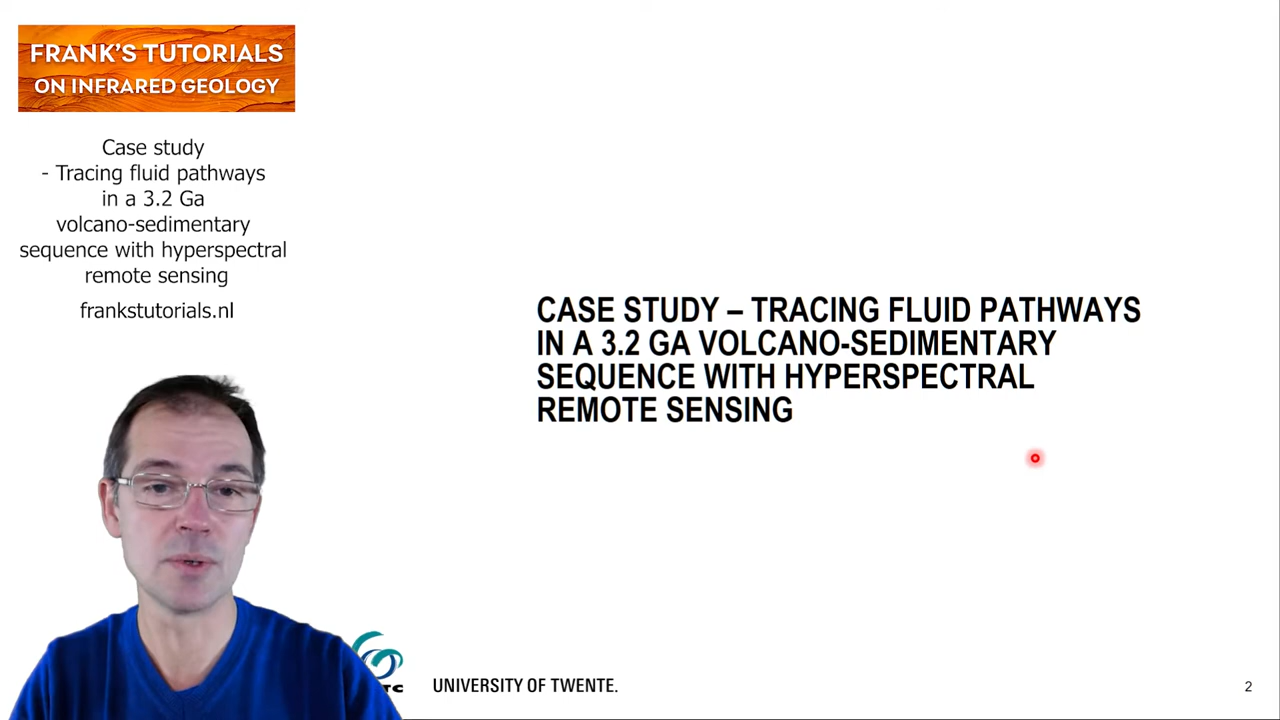 FRANK'S TUTORIALS
ON INFRARED GEOLOGY
Case study
- Tracing fluid pathways
in a 3.2 Ga
volcano-sedimentary
sequence with hyperspectral
remote sensing
frankstutorials.nl
CASE STUDY – TRACING FLUID PATHWAYS
IN A 3.2 GA VOLCANO-SEDIMENTARY
SEQUENCE WITH HYPERSPECTRAL
REMOTE SENSING
UNIVERSITY OF TWENTE.
2